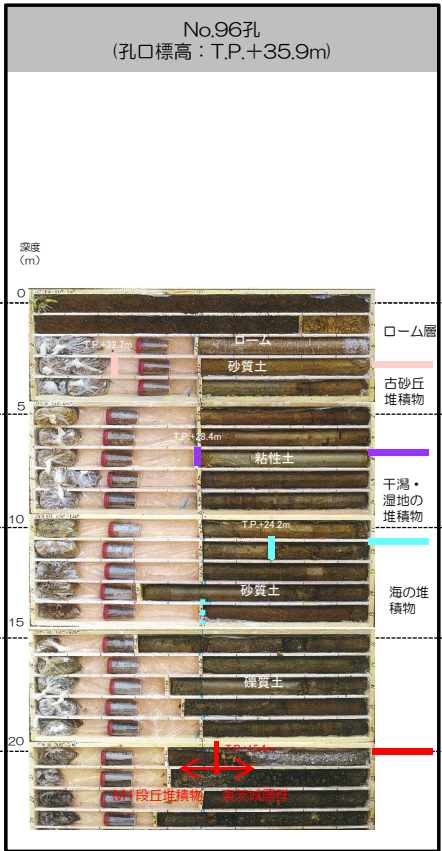 No.96孔
(孔口標高：T.P.+35.9m)
深度
(m)
0
ローム
ローム層
T.P.+32.7m
砂質土
古砂丘
堆積物
5
T.P.+28.4m
粘性土
干潟・
湿地の
堆積物
10
T.P.+24.2m
砂質土
海の堆
積物
15
礫質土
20
M1段丘堆積物